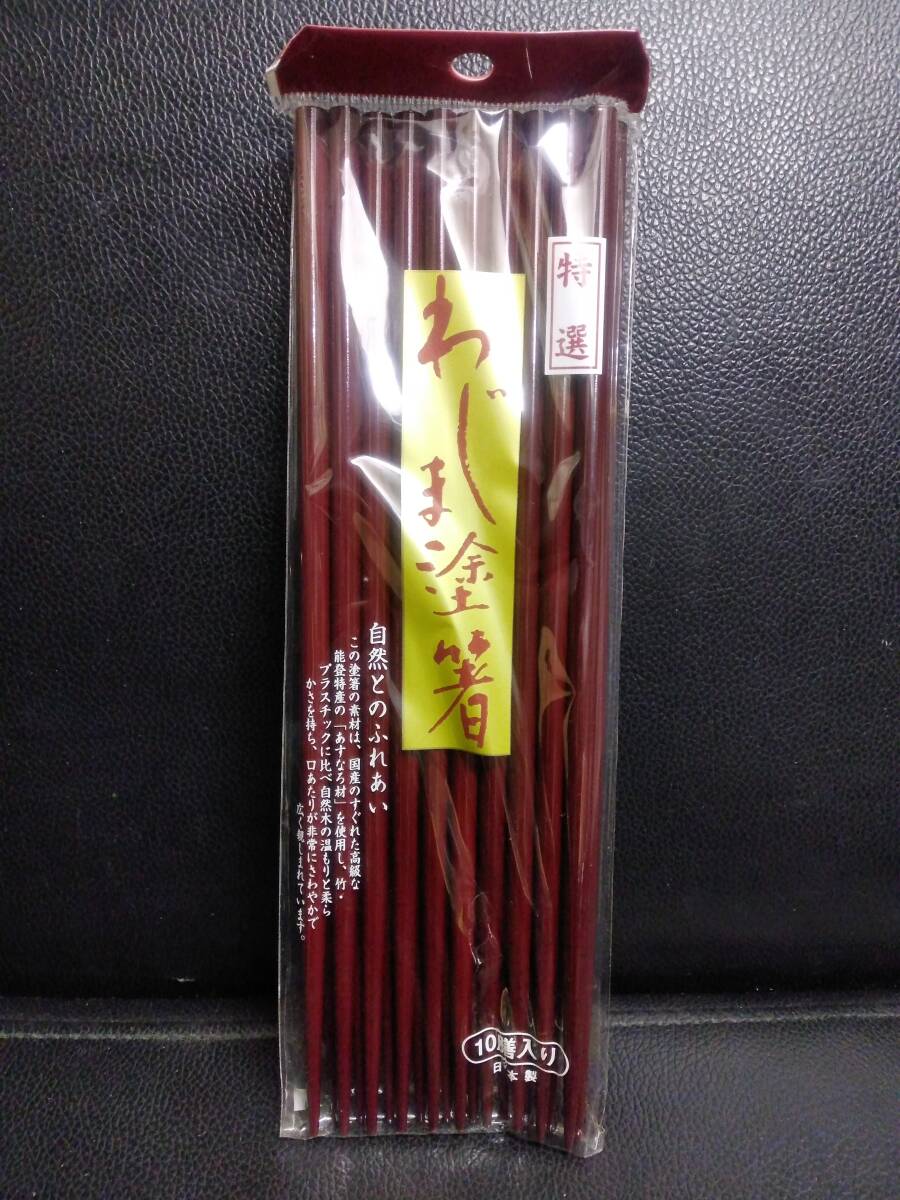 特選
わじま塗箸
自然とのふれあい
この塗箸の素材は、国産のすぐれた高級な
能登特産の「あすなろ材」を使用し、竹・
プラスチックに比べ自然木の温もりと柔ら
かさを持ち、口あたりが非常にさわやかで
広く親しまれています。
10膳入り
日本製